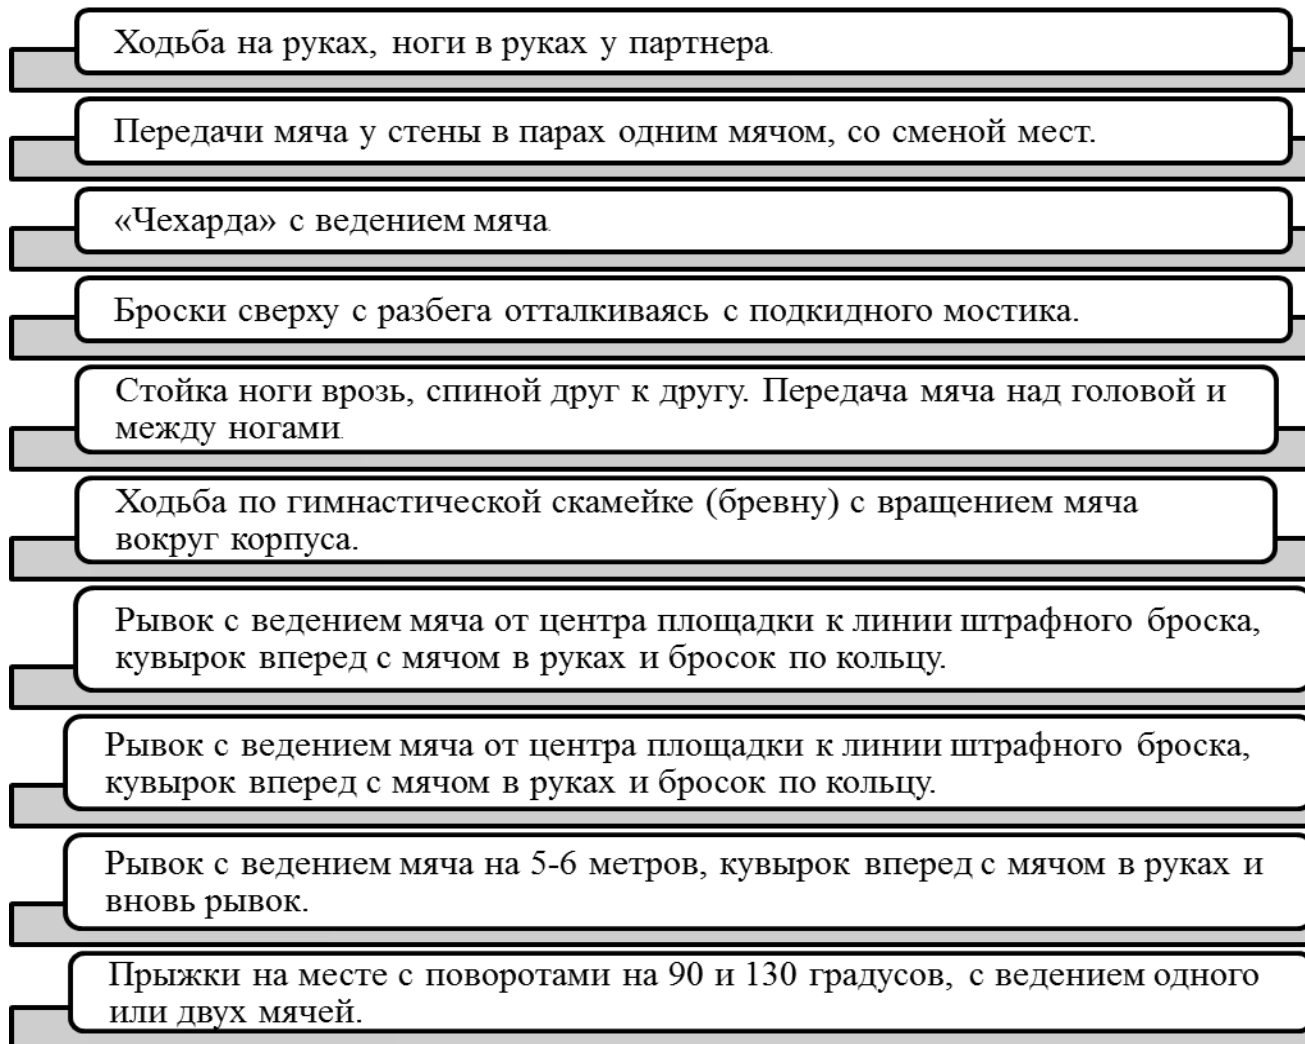 Ходьба на руках, ноги в руках у партнера.
Передачи мяча у стены в парах одним мячом, со сменой мест.
«Чехарда» с ведением мяча.
Броски сверху с разбега отталкиваясь с подкидного мостика.
Стойка ноги врозь, спиной друг к другу. Передача мяча над головой и
между ногами.
Ходьба по гимнастической скамейке (бревну) с вращением мяча
вокруг корпуса.
Рывок с ведением мяча от центра площадки к линии штрафного броска,
кувырок вперед с мячом в руках и бросок по кольцу.
Рывок с ведением мяча от центра площадки к линии штрафного броска,
кувырок вперед с мячом в руках и бросок по кольцу.
Рывок с ведением мяча на 5-6 метров, кувырок вперед с мячом в руках и
вновь рывок.
Прыжки на месте с поворотами на 90 и 130 градусов, с ведением одного
или двух мячей.